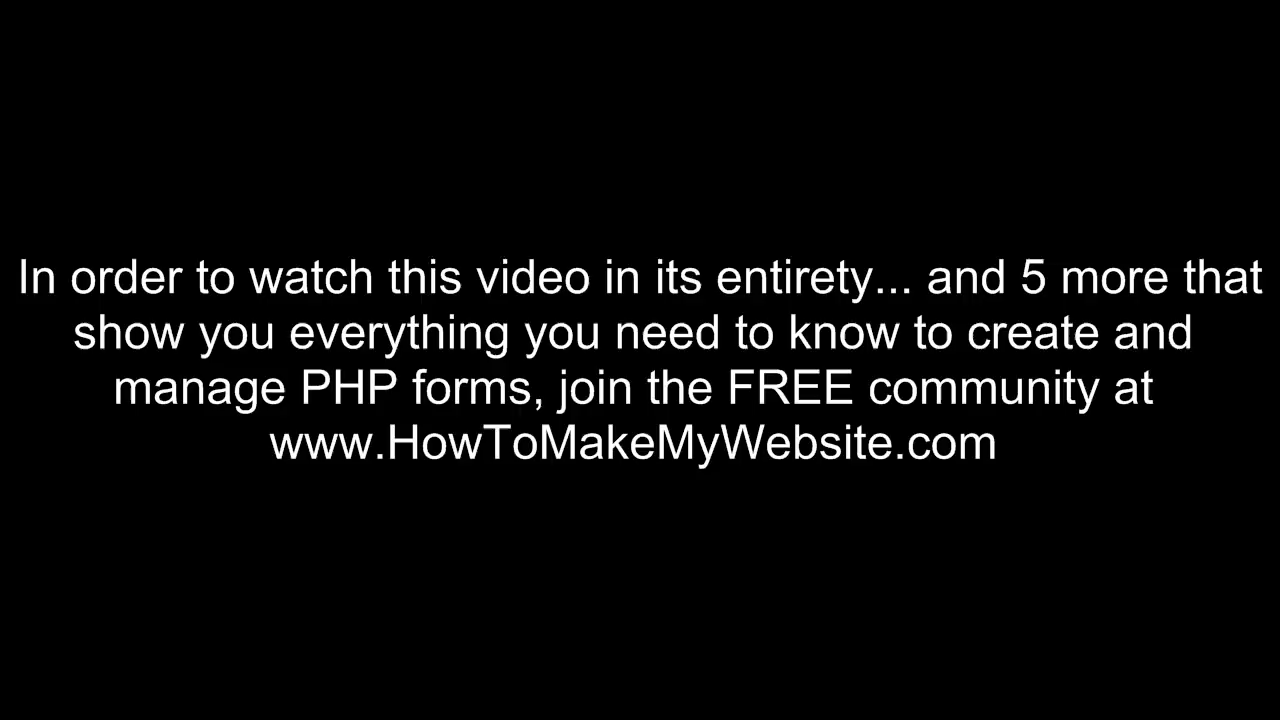 In order to watch this video in its entirety... and 5 more that
show you everything you need to know to create and
manage PHP forms, join the FREE community at
www.HowToMakeMyWebsite.com